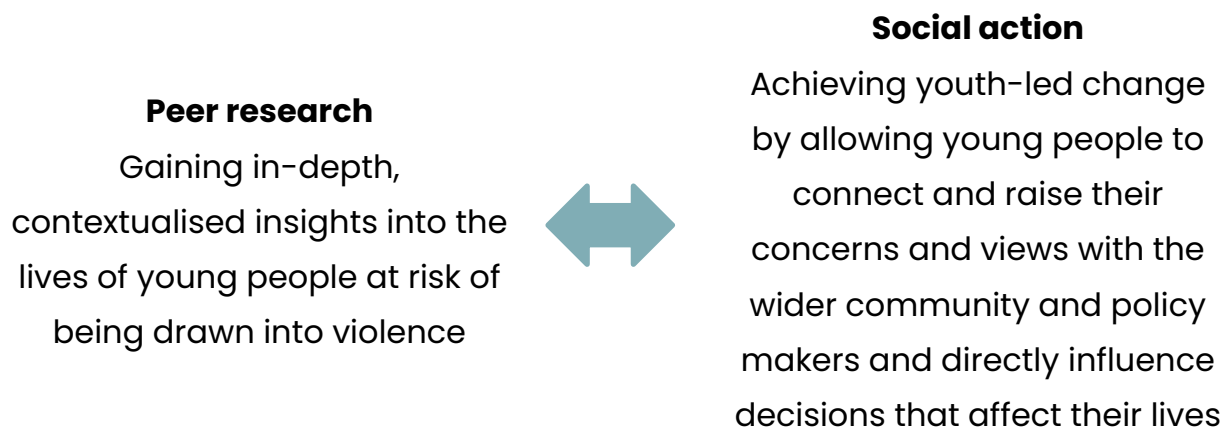 Peer research
Gaining in-depth,
contextualised insights into the
lives of young people at risk of
being drawn into violence
Social action
Achieving youth-led change
by allowing young people to
connect and raise their
concerns and views with the
wider community and policy
makers and directly influence
decisions that affect their lives